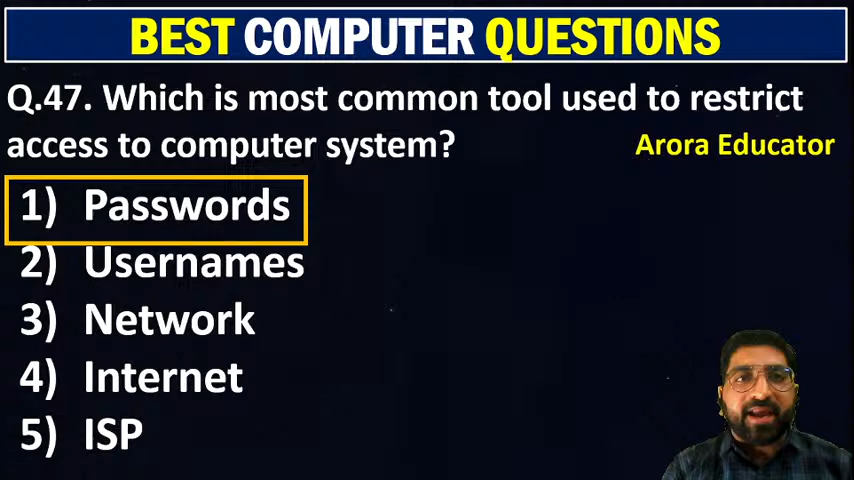 BEST COMPUTER QUESTIONS
Q.47. Which is most common tool used to restrict
access to computer system?
Arora Educator
1) Passwords
2) Usernames
3) Network
4) Internet
5) ISP